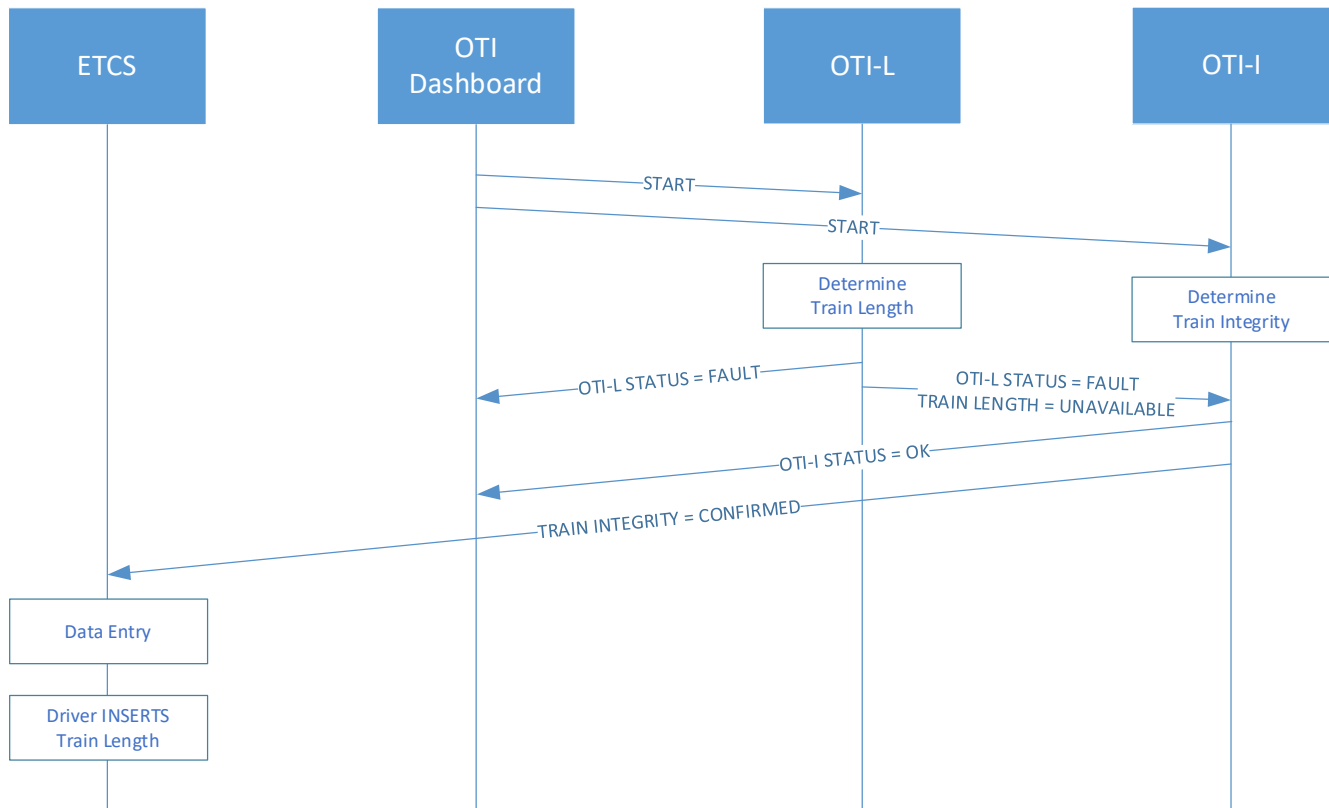 ETCS
OTI
Dashboard
OTI-L
OTI-I
START
START
Determine
Train Length
Determine
Train Integrity
OTI-L STATUS = FAULT
OTI-L STATUS = FAULT
TRAIN LENGTH = UNAVAILABLE
OTI-I STATUS = OK
TRAIN INTEGRITY = CONFIRMED
Data Entry
Driver INSERTS
Train Length